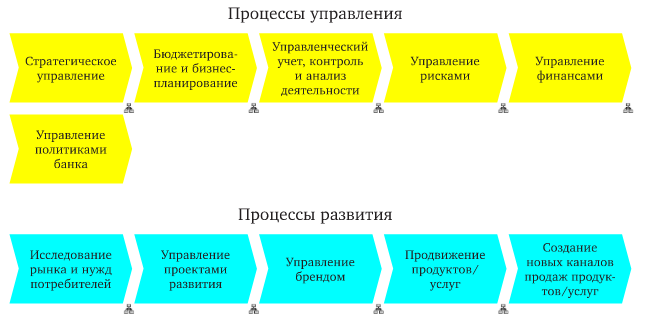 Процессы управления
Стратегическое
управление
Бюджетирова-
ние и бизнес-
планирование
Управленческий
учет, контроль
и анализ
деятельности
Управление
рисками
Управление
финансами
Управление
политиками
банка
Процессы развития
Исследование
рынка и нужд
потребителей
Управление
проектами
развития
Управление
брендом
Продвижение
продуктов/
услуг
Создание
новых каналов
продаж продук-
тов/услуг